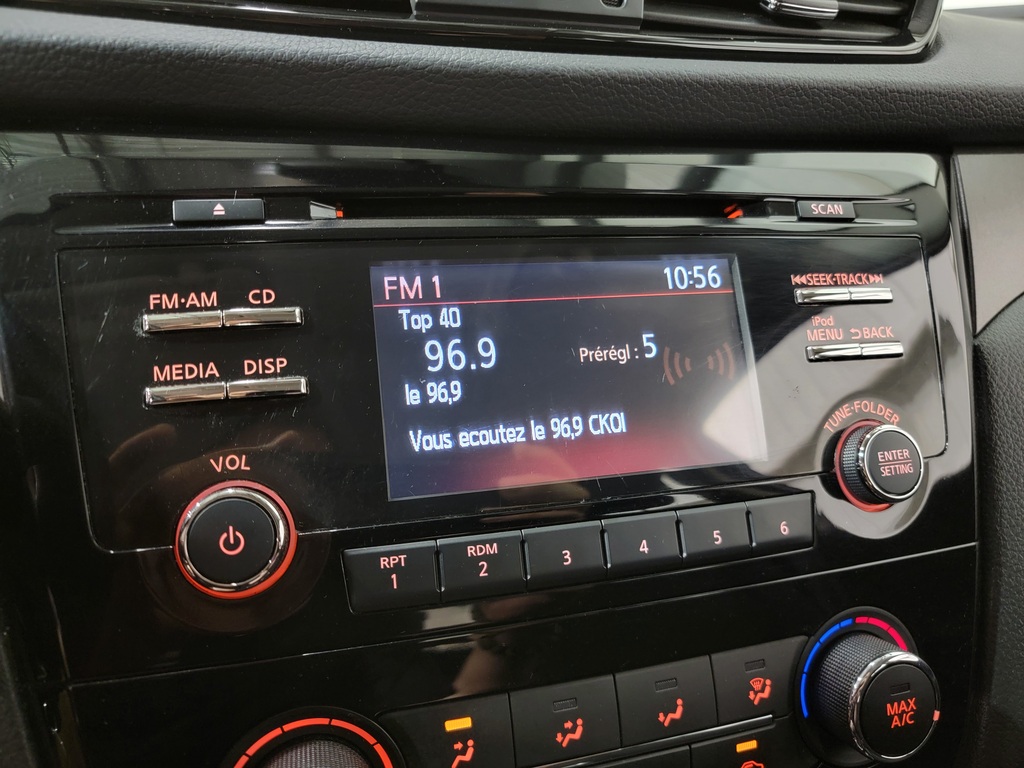 SCAN
FM·AM CD
FM 1 10:56
SEEK·TRACK
Top 40
96.9 Prérégl : 5
iPod
MENU BACK
MEDIA DISP
le 96,9
Vous ecoutez le 96,9 CKOI
TUNE·FOLDER
ENTER
SETTING
VOL
RPT
1
RDM
2
3
4
5
6
MAX
A/C